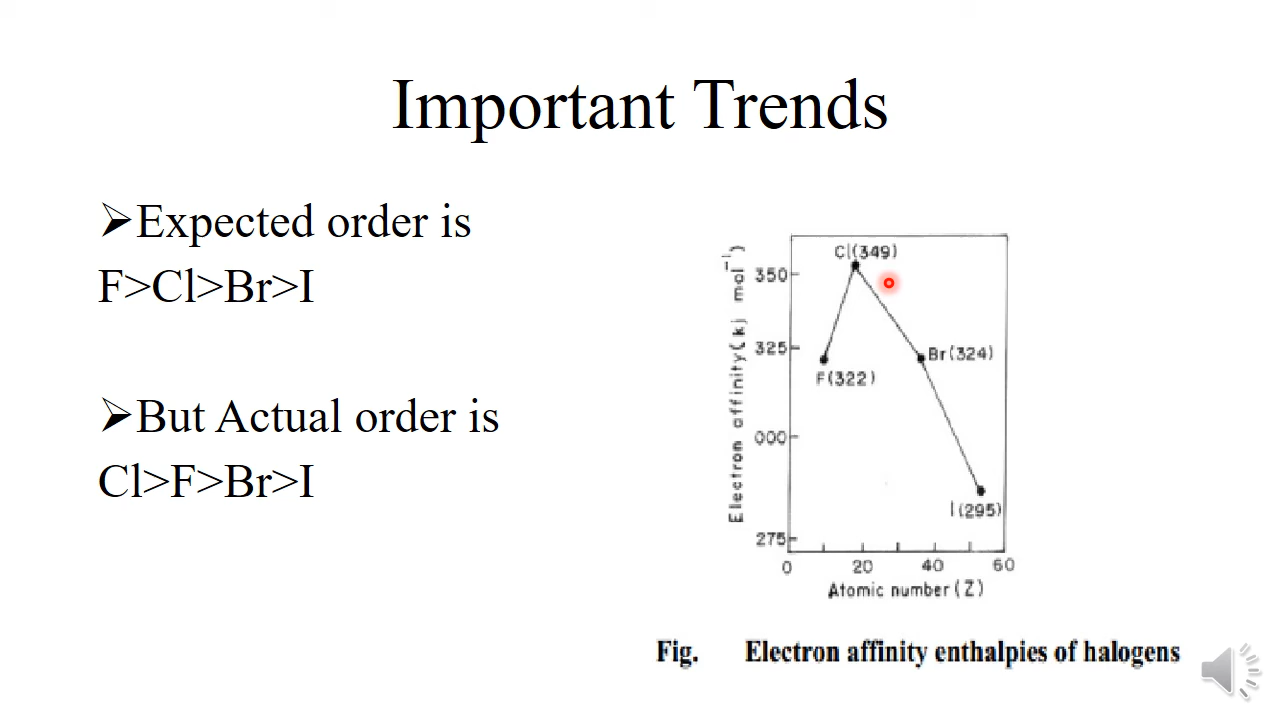 Important Trends
➢Expected order is
F>Cl>Br>I
➢But Actual order is
Cl>F>Br>I
Electron affinity(kj mol⁻¹)
Cl(349)
350
325
Br(324)
F(322)
000
I(295)
275
0 20 40 60
Atomic number(Z)
Fig. Electron affinity enthalpies of halogens